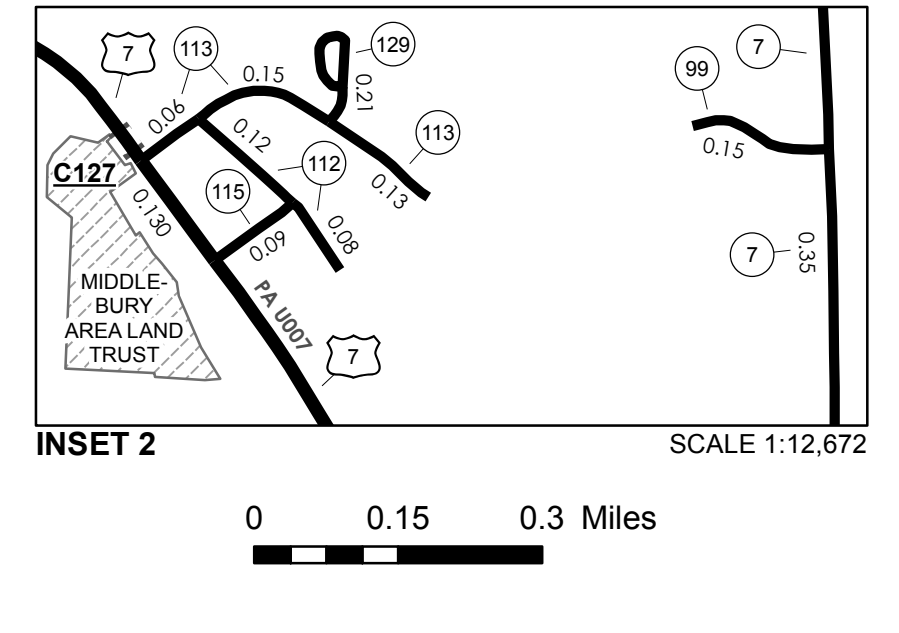 7
113
0.15
129
7
99
0.06
0.21
0.12
113
0.15
C127
112
0.13
115
0.130
0.09
0.08
7
0.35
MIDDLE-
BURY
AREA LAND
TRUST
PA U007
7
INSET 2
SCALE 1:12,672
0 0.15 0.3 Miles